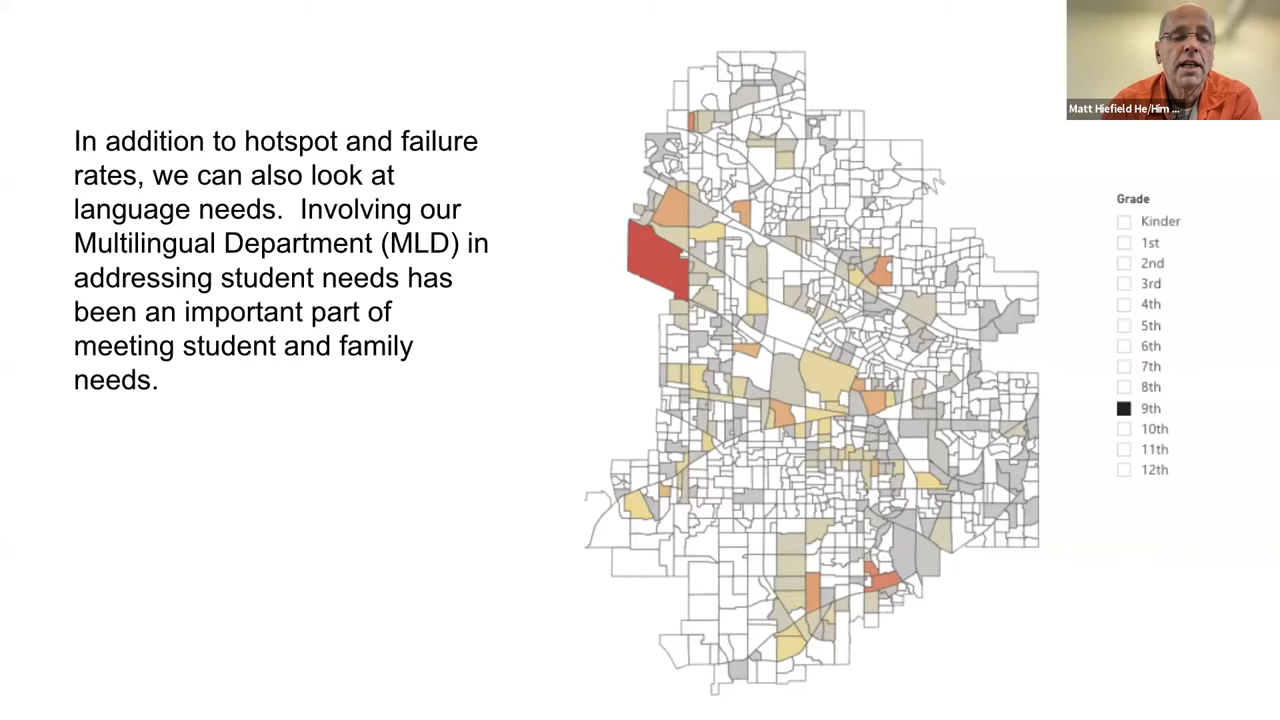 In addition to hotspot and failure
rates, we can also look at
language needs.  Involving our
Multilingual Department (MLD) in
addressing student needs has
been an important part of
meeting student and family
needs.
Matt Hiefield He/Him ...
Grade
Kinder
1st
2nd
3rd
4th
5th
6th
7th
8th
9th
10th
11th
12th